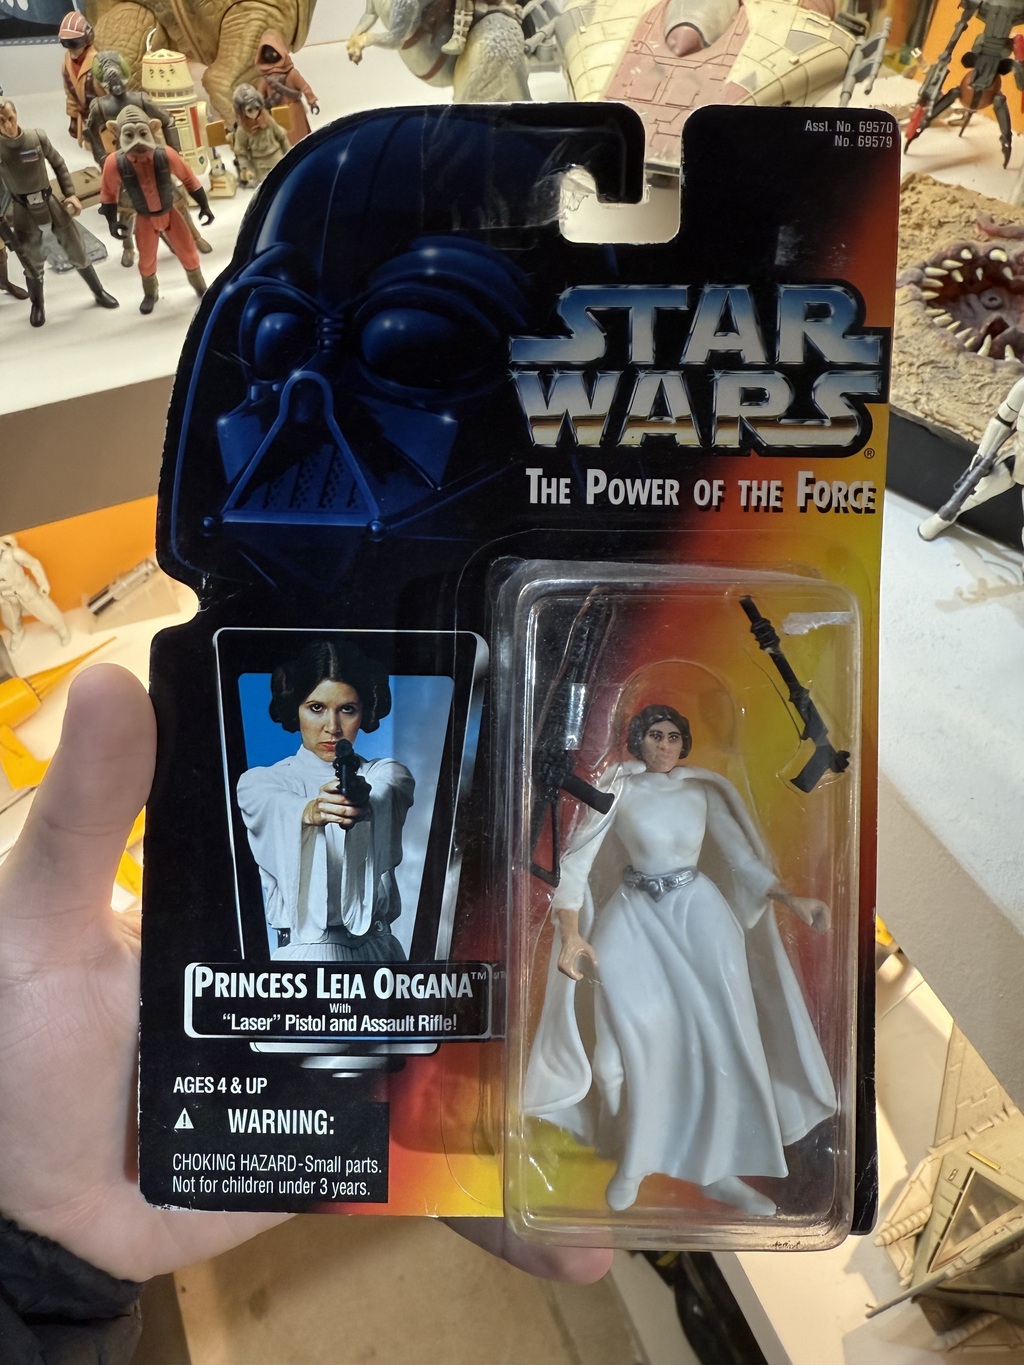 Asst. No. 69570
No. 69579
STAR
WARS®
THE POWER OF THE FORCE
PRINCESS LEIA ORGANA™
With
“Laser” Pistol and Assault Rifle!
AGES 4 & UP
WARNING:
CHOKING HAZARD-Small parts.
Not for children under 3 years.